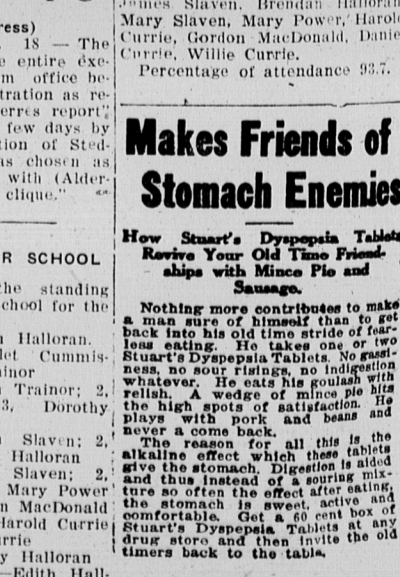 ress)
18 — The
entire exe-
m office be-
tration as re-
erres report"
few days by
tion of Sted-
as chosen as
with (Alder-
clique."
R SCHOOL
the standing
school for the
Halloran.
let Cummis-
ainor
Trainor; 2,
3, Dorothy
Slaven; 2,
Halloran
Slaven; 2,
Mary Power
n MacDonald
Harold Currie
urrie
y Halloran
—Edith Hall-
James Slaven, Brendan Halloran
Mary Slaven, Mary Power, Harol
Currie, Gordon MacDonald, Danie
Currie, Willie Currie.
Percentage of attendance 93.7.
Makes Friends of
Stomach Enemies
How Stuart's Dyspepsia Tablets
Revive Your Old Time Friend-
ships with Mince Pie and
Sausage.
Nothing more contributes to make
a man sure of himself than to get
back into his old time stride of fear-
less eating. He takes one or two
Stuart's Dyspepsia Tablets. No gassi-
ness, no sour risings, no indigestion
whatever. He eats his goulash with
relish. A wedge of mince pie hits
the high spots of satisfaction. He
plays with pork and beans and
never a come back.
The reason for all this is the
alkaline effect which these tablets
give the stomach. Digestion is aided
and thus instead of a souring mix-
ture so often the effect after eating,
the stomach is sweet, active and
comfortable. Get a 60 cent box of
Stuart's Dyspepsia Tablets at any
drug store and then invite the old
timers back to the table.